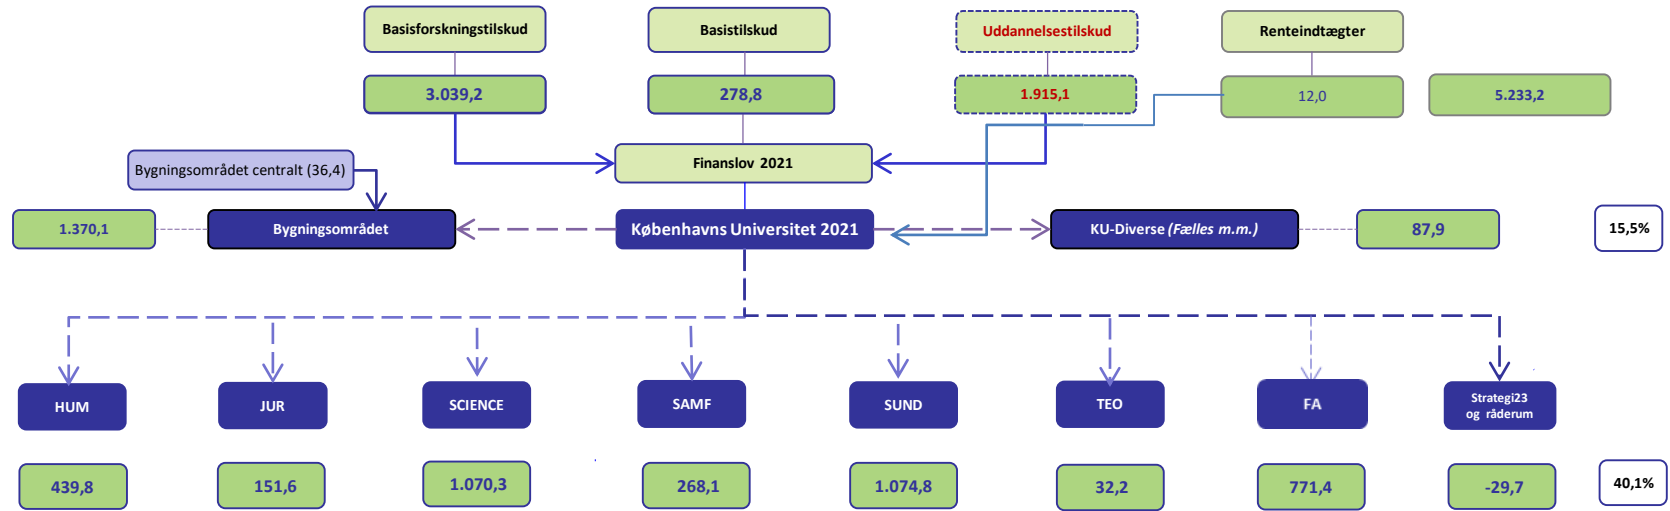 Basisforskningstilskud
Basistilskud
Uddannelsestilskud
Renteindtægter
3.039,2
278,8
1.915,1
12,0
5.233,2
Finanslov 2021
Bygningsområdet centralt (36,4)
1.370,1
Bygningsområdet
Københavns Universitet 2021
KU-Diverse (Fælles m.m.)
87,9
15,5%
HUM
JUR
SCIENCE
SAMF
SUND
TEO
FA
Strategi23
og råderum
439,8
151,6
1.070,3
268,1
1.074,8
32,2
771,4
-29,7
40,1%